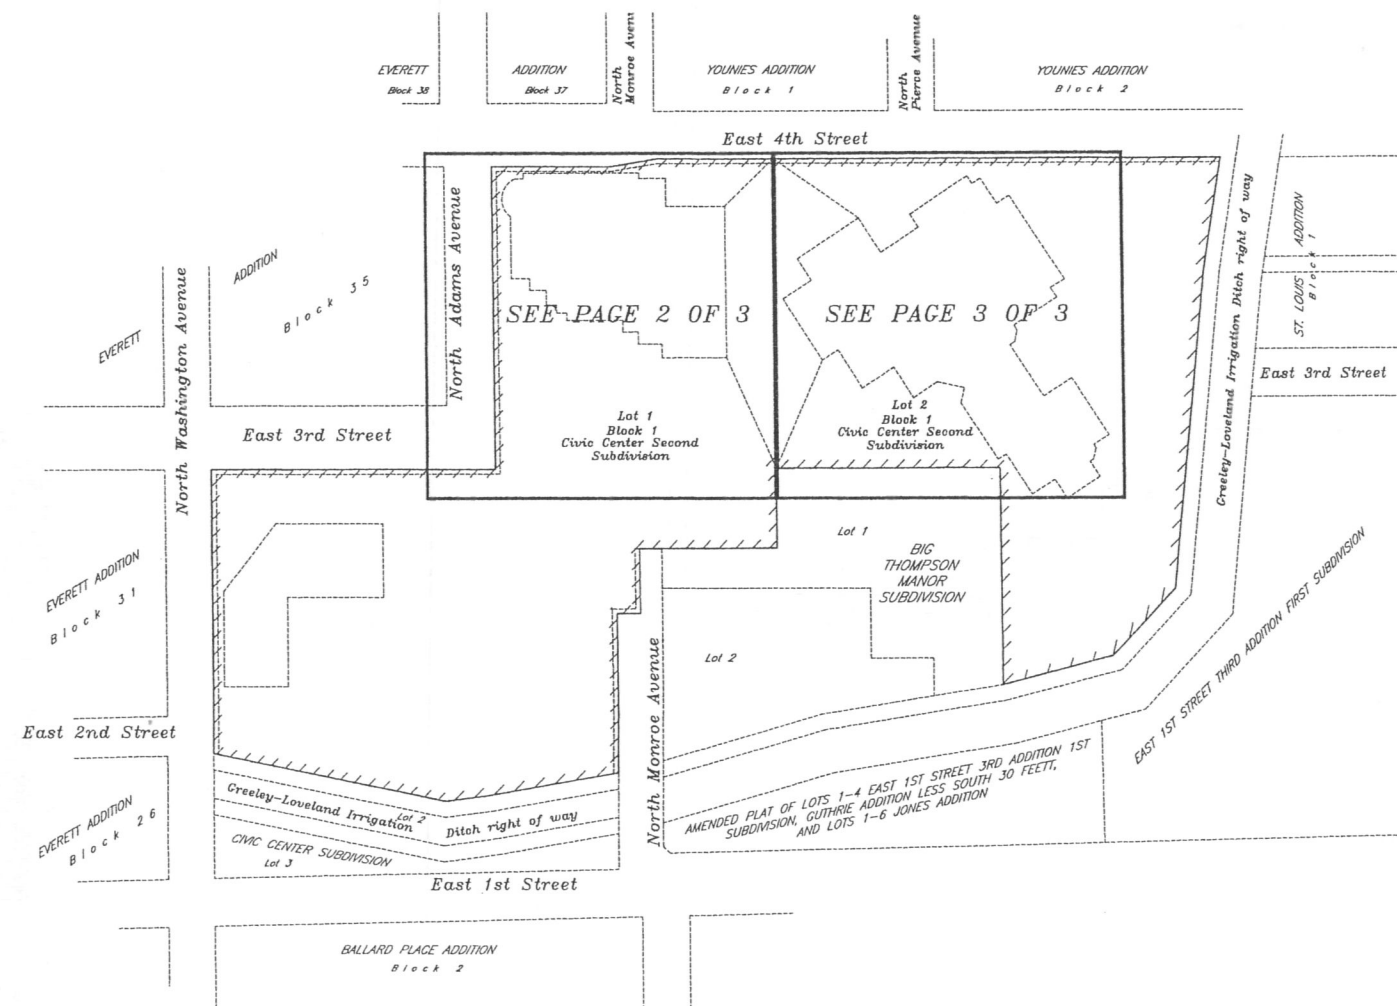 EVERETT
Block 38
ADDITION
Block 37
North
Monroe Avenu
YOUNIE'S ADDITION
Block 1
North
Pierce Avenue
YOUNIE'S ADDITION
Block 2
East 4th Street
North Adams Avenue
ADDITION
Block 35
EVERETT
North Washington Avenue
SEE PAGE 2 OF 3
SEE PAGE 3 OF 3
Greeley-Loveland Irrigation Ditch right of way
ST. LOUIS ADDITION
Block 1
East 3rd Street
East 3rd Street
Lot 1
Block 1
Civic Center Second
Subdivision
Lot 2
Block 1
Civic Center Second
Subdivision
Lot 1
BIG
THOMPSON
MANOR
SUBDIVISION
Lot 2
EVERETT ADDITION
Block 31
East 2nd Street
North Monroe Avenue
EAST 1ST STREET THIRD ADDITION FIRST SUBDIVISION
AMENDED PLAT OF LOTS 1-4 EAST 1ST STREET 3RD ADDITION 1ST
SUBDIVISION, GUTHRIE ADDITION LESS SOUTH 30 FEETT,
AND LOTS 1-6 JONES ADDITION
EVERETT ADDITION
Block 26
Greeley-Loveland Irrigation
Lot 2
Ditch right of way
CIVIC CENTER SUBDIVISION
Lot 3
East 1st Street
BALLARD PLACE ADDITION
Block 2